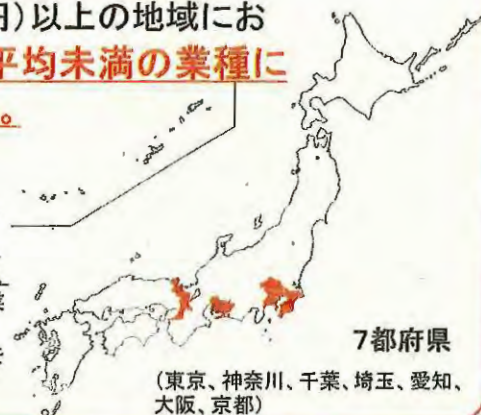 円)以上の地域にお
平均未満の業種に
。
7都府県
(東京、神奈川、千葉、埼玉、愛知、
大阪、京都)